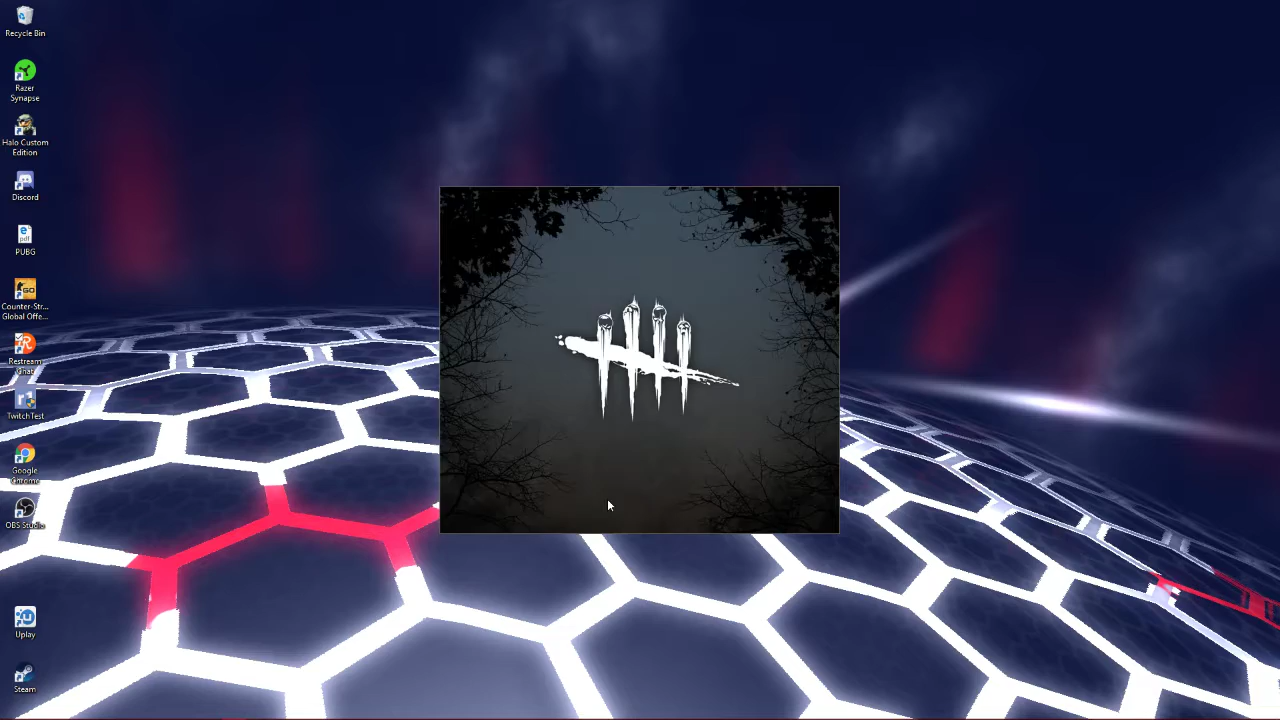 Recycle Bin
Razer
Synapse
Halo Custom
Edition
Discord
PUBG
Counter-Str...
Global Offe...
Restream
Chat
TwitchTest
Google
Chrome
OBS Studio
Uplay
Steam